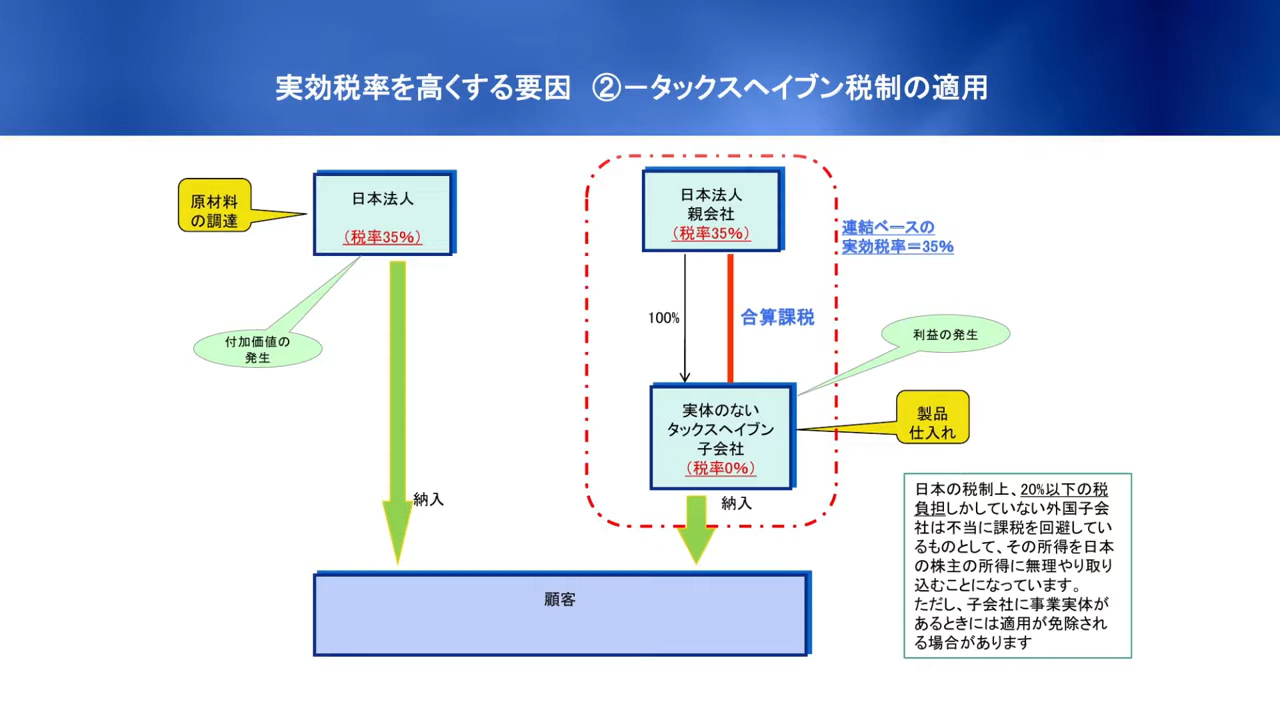 実効税率を高くする要因　②－タックスヘイブン税制の適用
原材料
の調達
日本法人
（税率35%）
付加価値の
発生
納入
日本法人
親会社
（税率35%）
連結ベースの
実効税率＝35%
100%
合算課税
利益の発生
実体のない
タックスヘイブン
子会社
（税率0%）
製品
仕入れ
納入
顧客
日本の税制上、20%以下の税
負担しかしていない外国子会
社は不当に課税を回避してい
るものとして、その所得を日本
の株主の所得に無理やり取り
込むことになっています。
ただし、子会社に事業実体が
あるときには適用が免除され
る場合があります